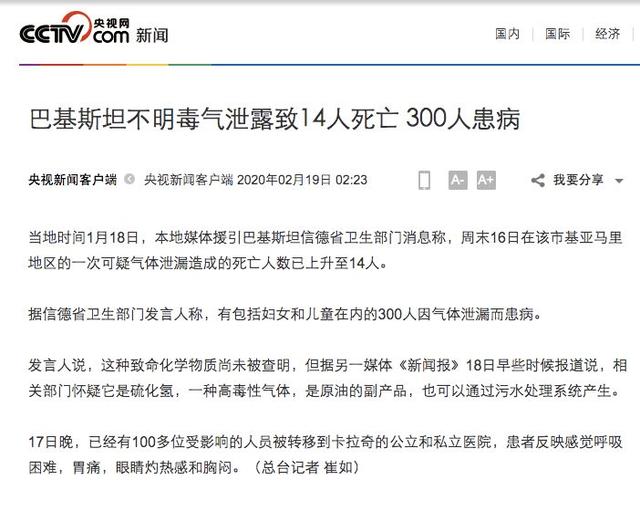 CCTV.com 央视网 新闻
国内 国际 经济
巴基斯坦不明毒气泄露致14人死亡 300人患病
央视新闻客户端 央视新闻客户端 2020年02月19日 02:23 A- A+ 我要分享
当地时间1月18日，本地媒体援引巴基斯坦信德省卫生部门消息称，周末16日在该市基亚马里
地区的一次可疑气体泄漏造成的死亡人数已上升至14人。
据信德省卫生部门发言人称，有包括妇女和儿童在内的300人因气体泄漏而患病。
发言人说，这种致命化学物质尚未被查明，但据另一媒体《新闻报》18日早些时候报道说，相
关部门怀疑它是硫化氢，一种高毒性气体，是原油的副产品，也可以通过污水处理系统产生。
17日晚，已经有100多位受影响的人员被转移到卡拉奇的公立和私立医院，患者反映感觉呼吸
困难，胃痛，眼睛灼热感和胸闷。（总台记者 崔如）